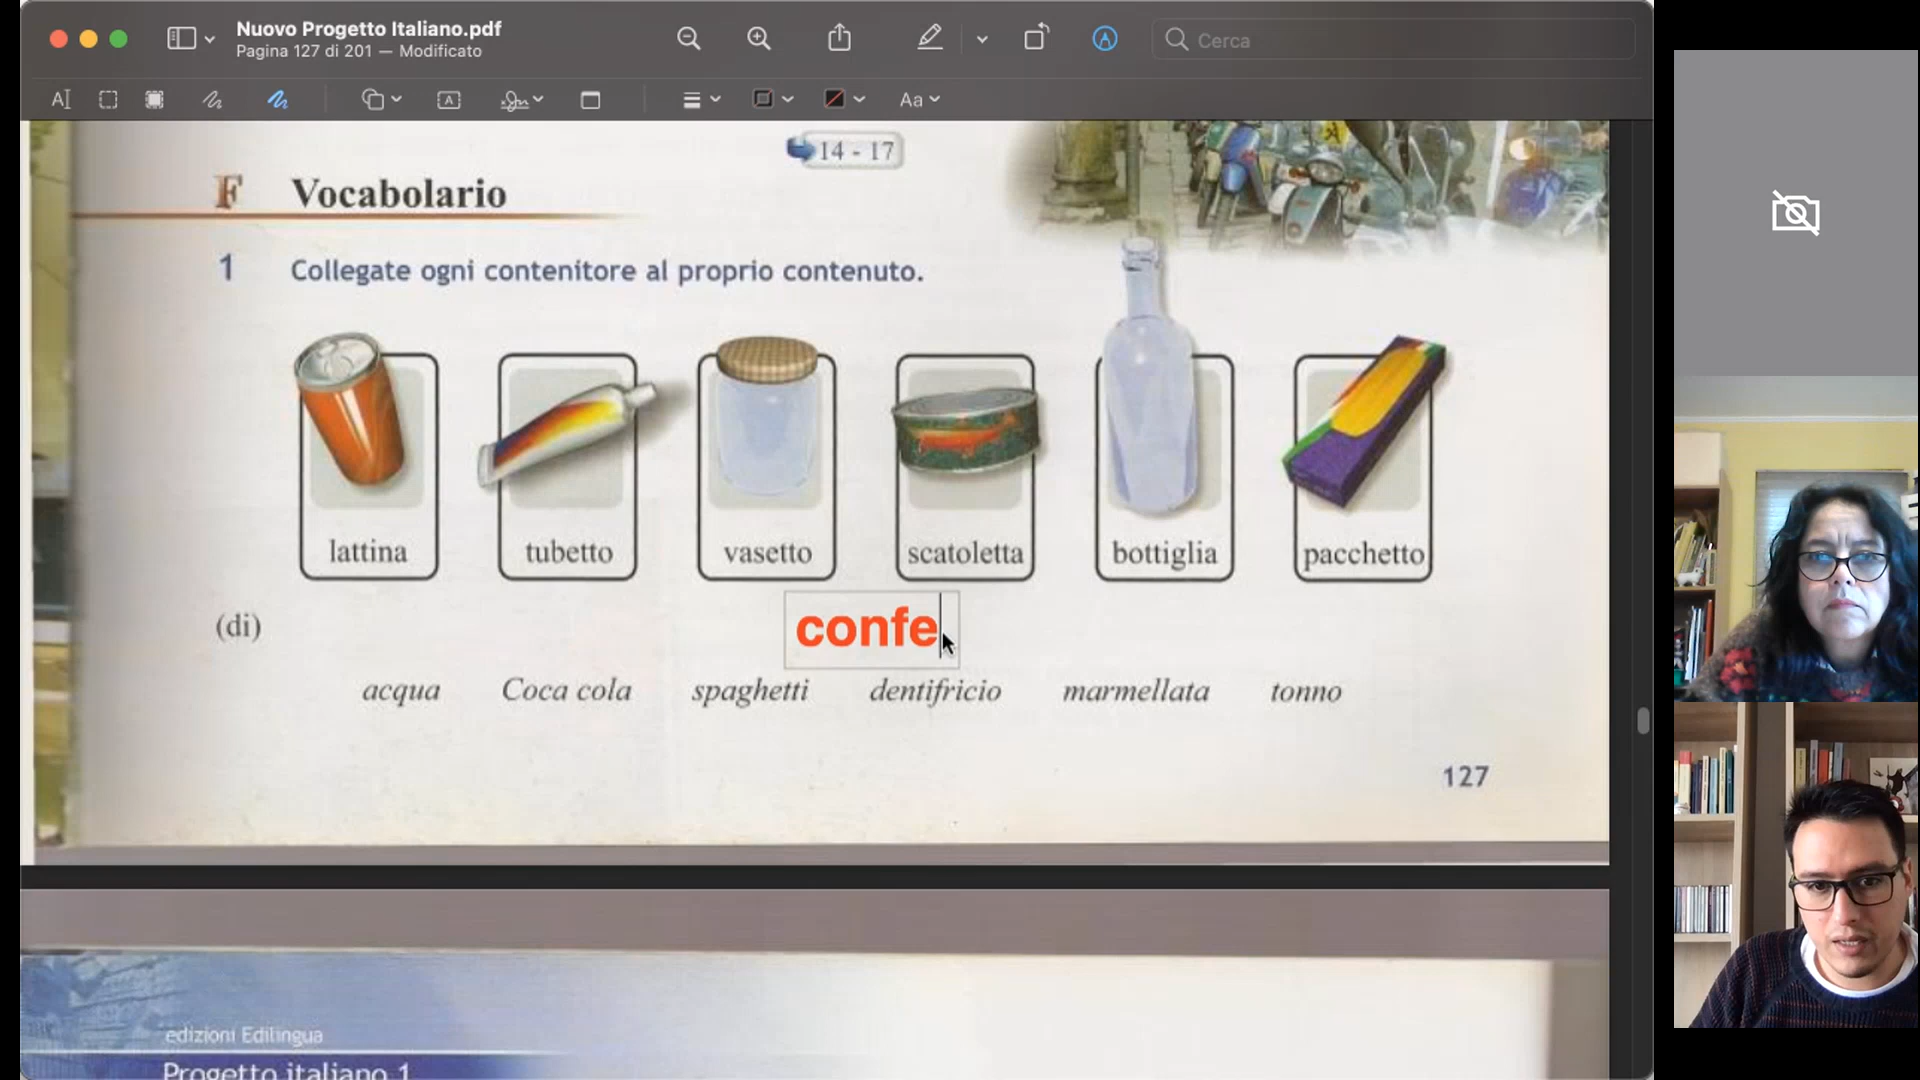 Nuovo Progetto Italiano.pdf
Pagina 127 di 201 — Modificato
Cerca
A
A
Aa
14 - 17
F Vocabolario
1 Collegate ogni contenitore al proprio contenuto.
lattina tubetto vasetto scatoletta bottiglia pacchetto
(di)
confe
acqua Coca cola spaghetti dentifricio marmellata tonno
127
edizioni Edilingua
Progetto italiano 1